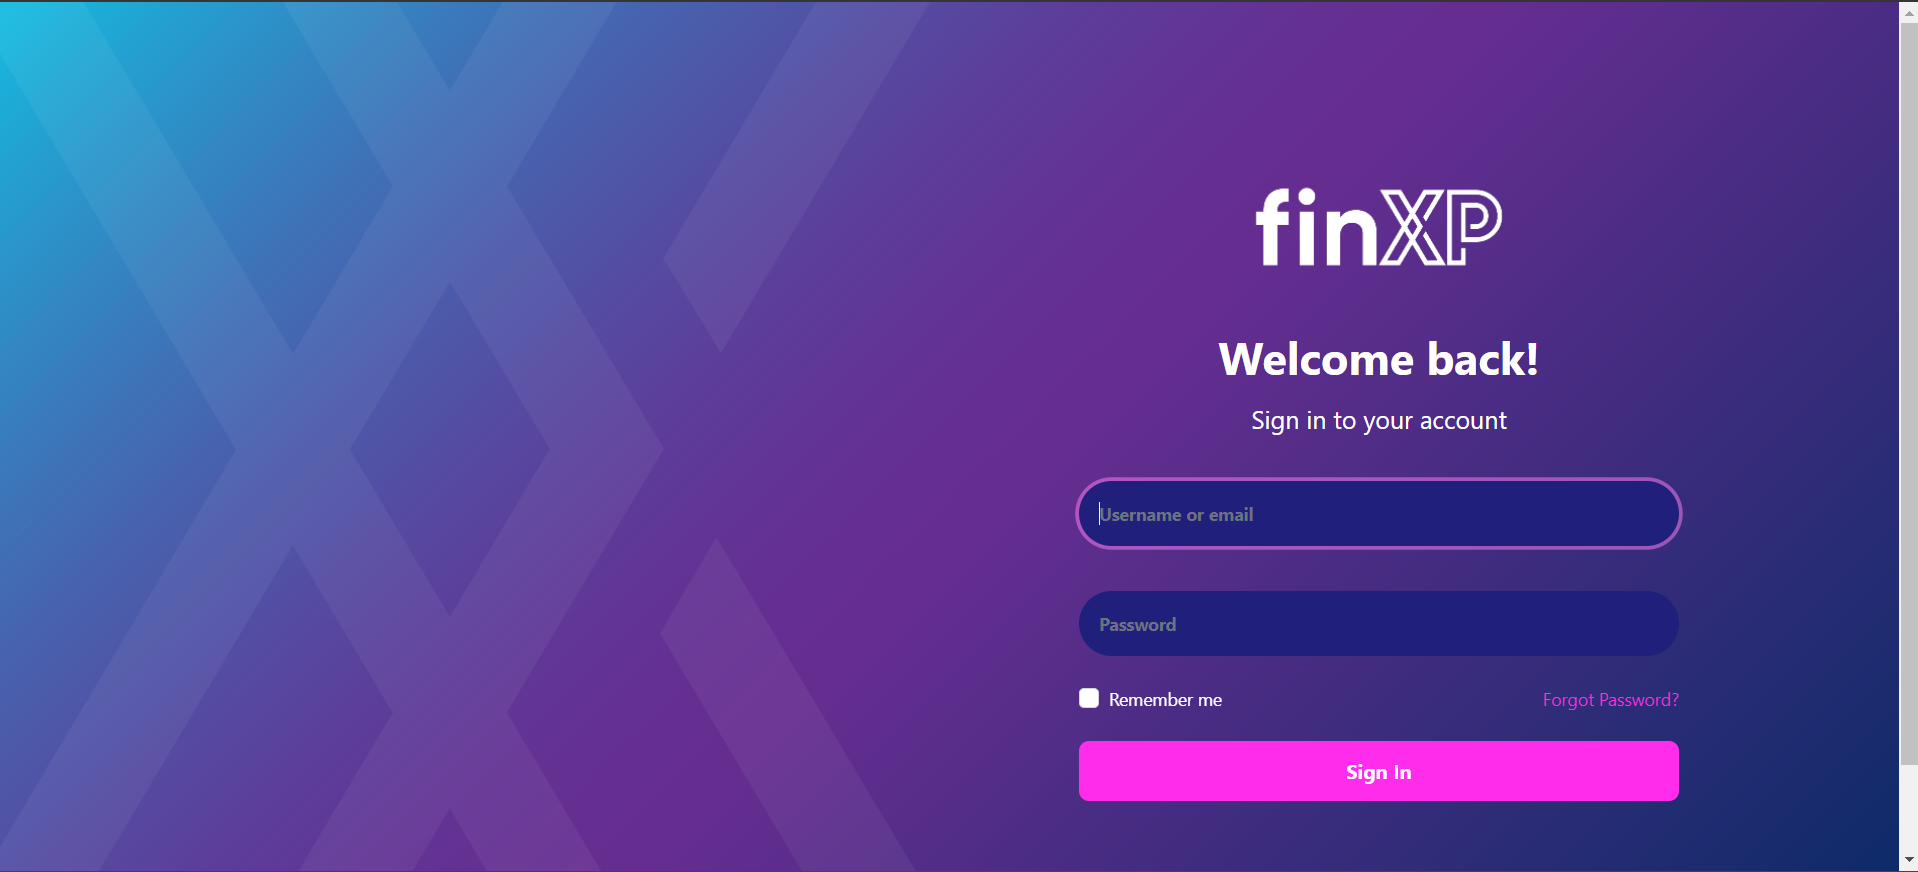 finXP
Welcome back!
Sign in to your account
Username or email
Password
Remember me
Forgot Password?
Sign In